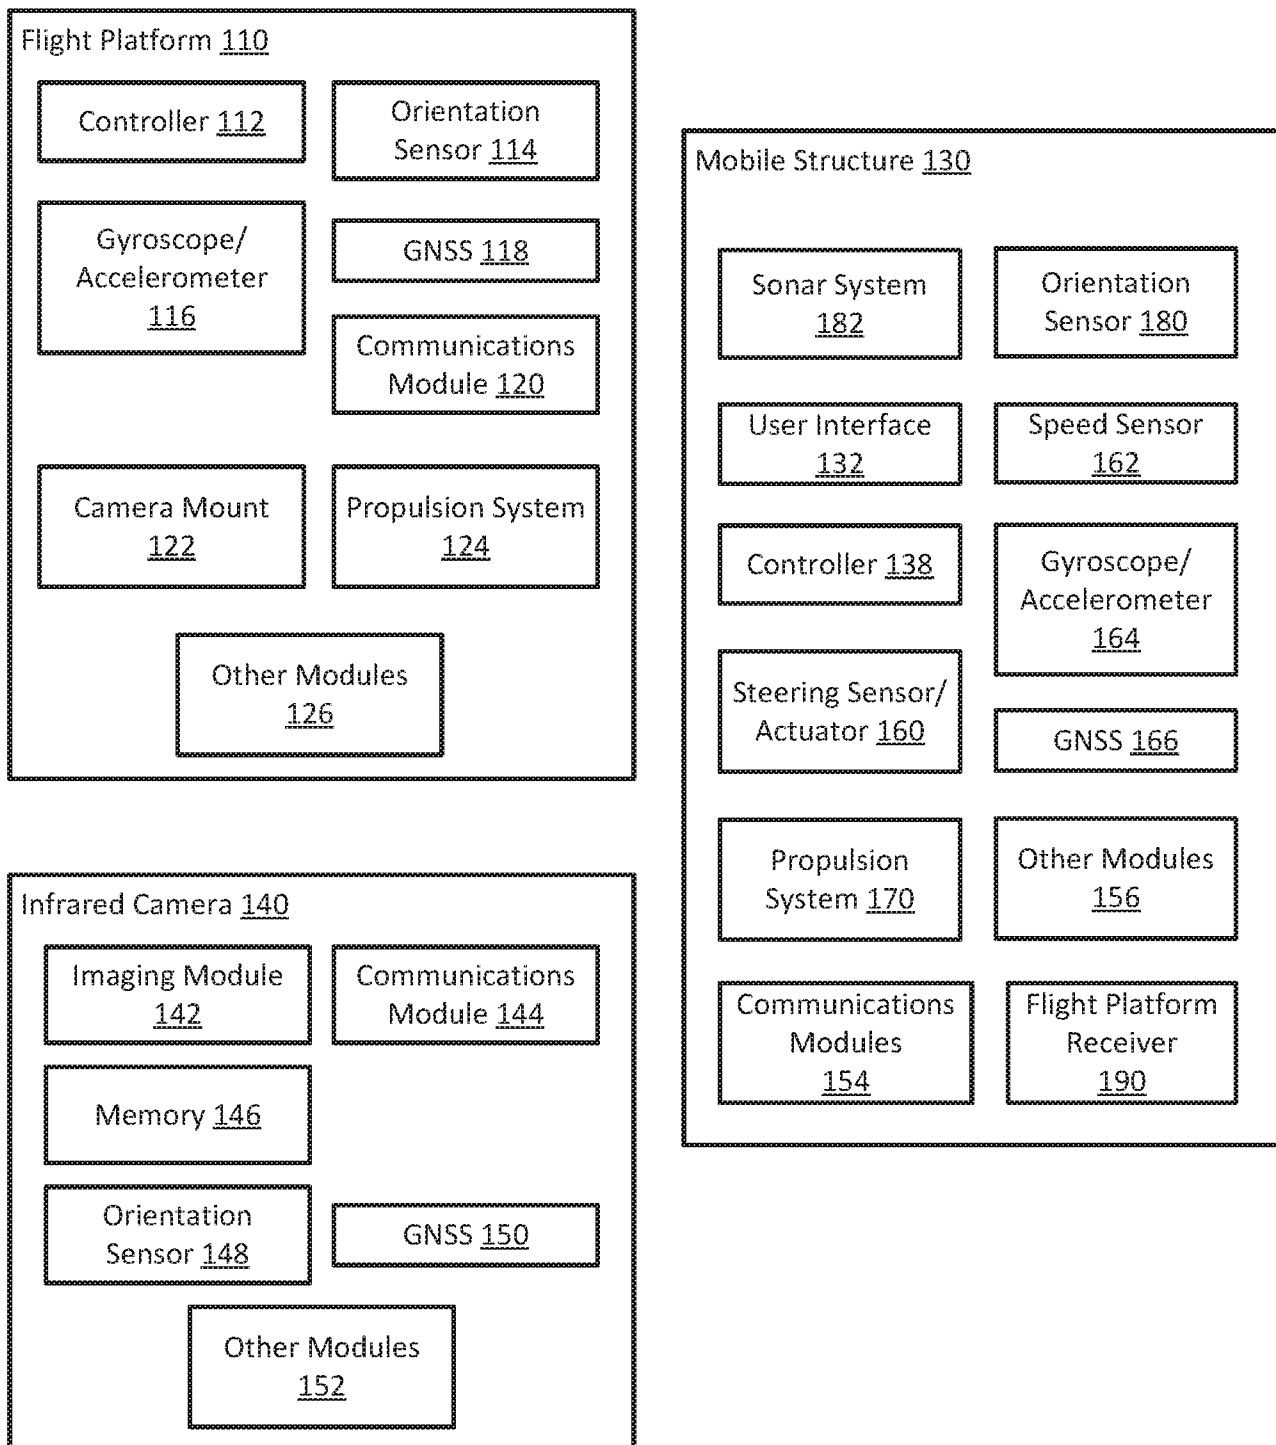 Flight Platform 110
Controller 112
Orientation
Sensor 114
Gyroscope/
Accelerometer
116
GNSS 118
Communications
Module 120
Camera Mount
122
Propulsion System
124
Other Modules
126
Infrared Camera 140
Imaging Module
142
Communications
Module 144
Memory 146
Orientation
Sensor 148
GNSS 150
Other Modules
152
Mobile Structure 130
Sonar System
182
Orientation
Sensor 180
User Interface
132
Speed Sensor
162
Controller 138
Gyroscope/
Accelerometer
164
Steering Sensor/
Actuator 160
GNSS 166
Propulsion
System 170
Other Modules
156
Communications
Modules
154
Flight Platform
Receiver
190